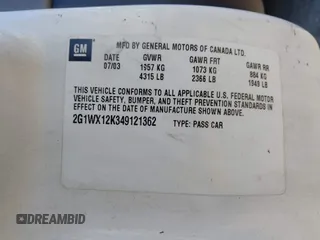 GM
MFD BY GENERAL MOTORS OF CANADA LTD.
DATE GVWR GAWR FRT GAWR RR
07/03 1957 KG 1073 KG 884 KG
4315 LB 2366 LB 1949 LB
THIS VEHICLE CONFORMS TO ALL APPLICABLE U.S. FEDERAL MOTOR
VEHICLE SAFETY, BUMPER, AND THEFT PREVENTION STANDARDS IN
EFFECT ON THE DATE OF MANUFACTURE SHOWN ABOVE.
2G1WX12K349121362 TYPE: PASS CAR
DREAMBID